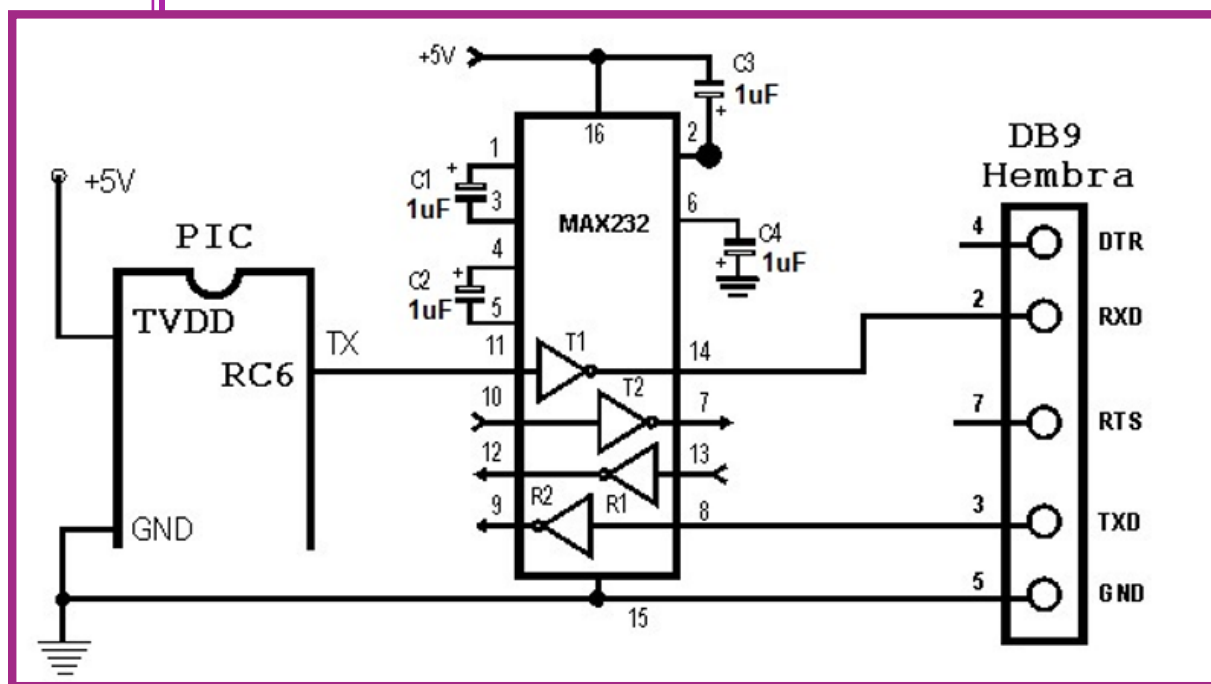 +5V
C3
1uF
+
16
2
1
+
C1
1uF
3
MAX232
6
4
+
C2
1uF
5
C4
+
1uF
DB9
Hembra
+5V
PIC
TVDD
TX
RC6
GND
11
T1
14
10
T2
7
12
R1
13
9
R2
8
15
4
DTR
2
RXD
7
RTS
3
TXD
5
GND